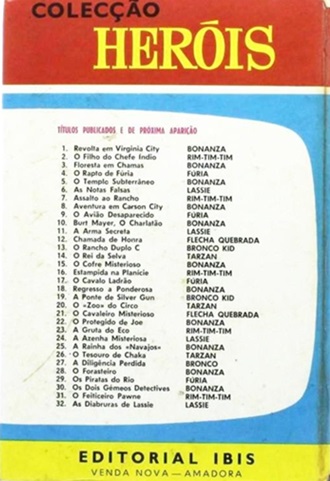 COLECÇÃO
HERÓIS
TÍTULOS PUBLICADOS E DE PRÓXIMA APARIÇÃO
1. Revolta em Virginia City BONANZA
2. O Filho do Chefe Indio RIM-TIM-TIM
3. Floresta em Chamas BONANZA
4. O Rapto de Fúria FÚRIA
5. O Templo Subterrâneo BONANZA
6. As Notas Falsas LASSIE
7. Assalto ao Rancho RIM-TIM-TIM
8. Aventura em Carson City BONANZA
9. O Avião Desaparecido FÚRIA
10. Burt Mayer, O Charlatão BONANZA
11. A Arma Secreta LASSIE
12. Chamada de Honra FLECHA QUEBRADA
13. O Rancho Duplo C BRONCO KID
14. O Rei da Selva TARZAN
15. O Cofre Misterioso BONANZA
16. Estampida na Planície RIM-TIM-TIM
17. O Cavalo Ladrão FÚRIA
18. Regresso a Ponderosa BONANZA
19. A Ponte de Silver Gun BRONCO KID
20. O «Zoo» do Circo TARZAN
21. O Cavaleiro Misterioso FLECHA QUEBRADA
22. O Protegido de Joe BONANZA
23. A Gruta do Eco RIM-TIM-TIM
24. A Azenha Misteriosa LASSIE
25. A Rainha dos «Navajos» BONANZA
26. O Tesouro de Chaka TARZAN
27. A Diligência Perdida BRONCO
28. O Forasteiro BONANZA
29. Os Piratas do Rio FÚRIA
30. Os Dois Gémeos Detectives BONANZA
31. O Feiticeiro Pawne RIM-TIM-TIM
32. As Diabruras de Lassie LASSIE
EDITORIAL IBIS
VENDA NOVA — AMADORA